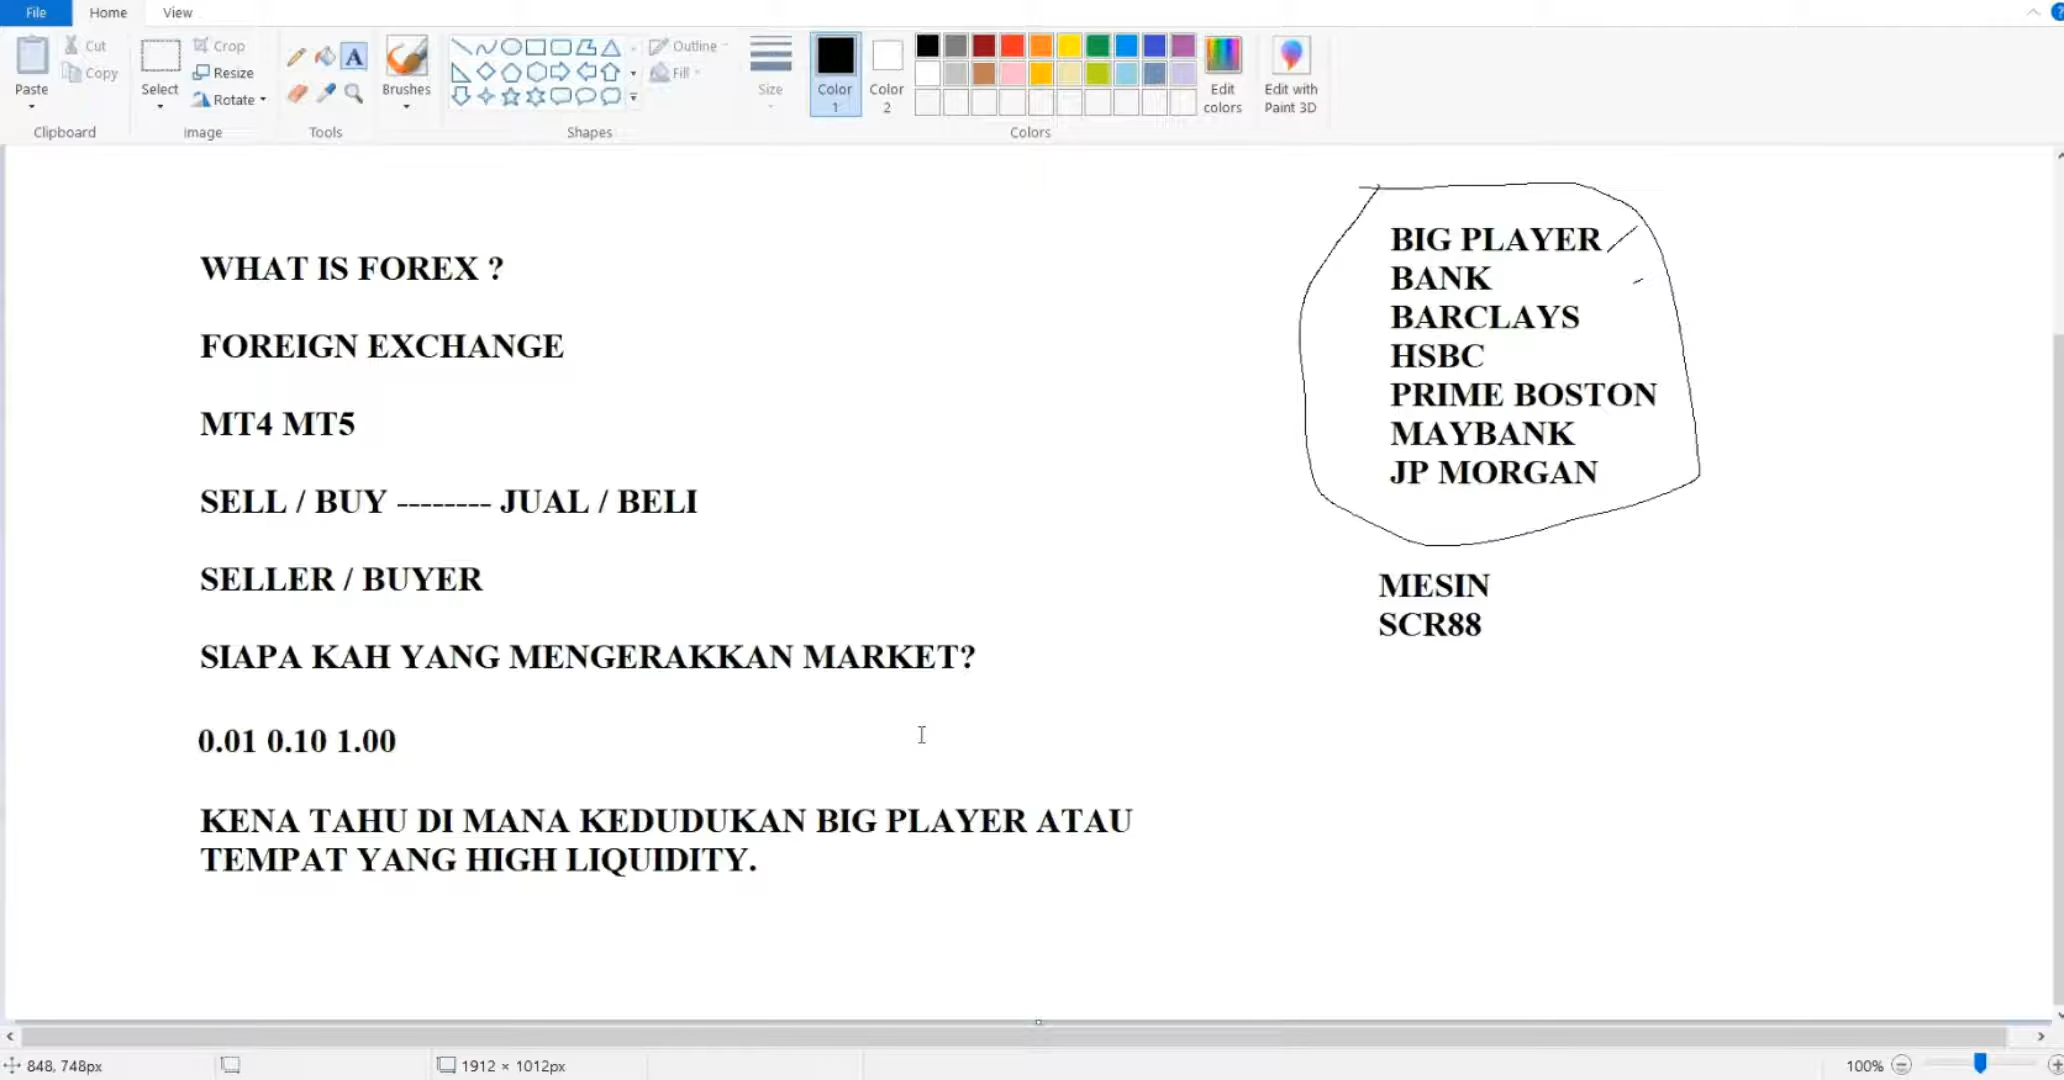 File Home View
Paste
Cut
Copy
Clipboard
Select
Crop
Resize
Rotate
Image
Tools
Brushes
Shapes
Outline
Fill
Size
Color 1
Color 2
Edit colors
Edit with Paint 3D
Colors
WHAT IS FOREX ?
FOREIGN EXCHANGE
MT4 MT5
SELL / BUY -------- JUAL / BELI
SELLER / BUYER
SIAPA KAH YANG MENGERAKKAN MARKET?
0.01 0.10 1.00
KENA TAHU DI MANA KEDUDUKAN BIG PLAYER ATAU
TEMPAT YANG HIGH LIQUIDITY.
BIG PLAYER
BANK
BARCLAYS
HSBC
PRIME BOSTON
MAYBANK
JP MORGAN
MESIN
SCR88
848, 748px
1912 × 1012px
100%